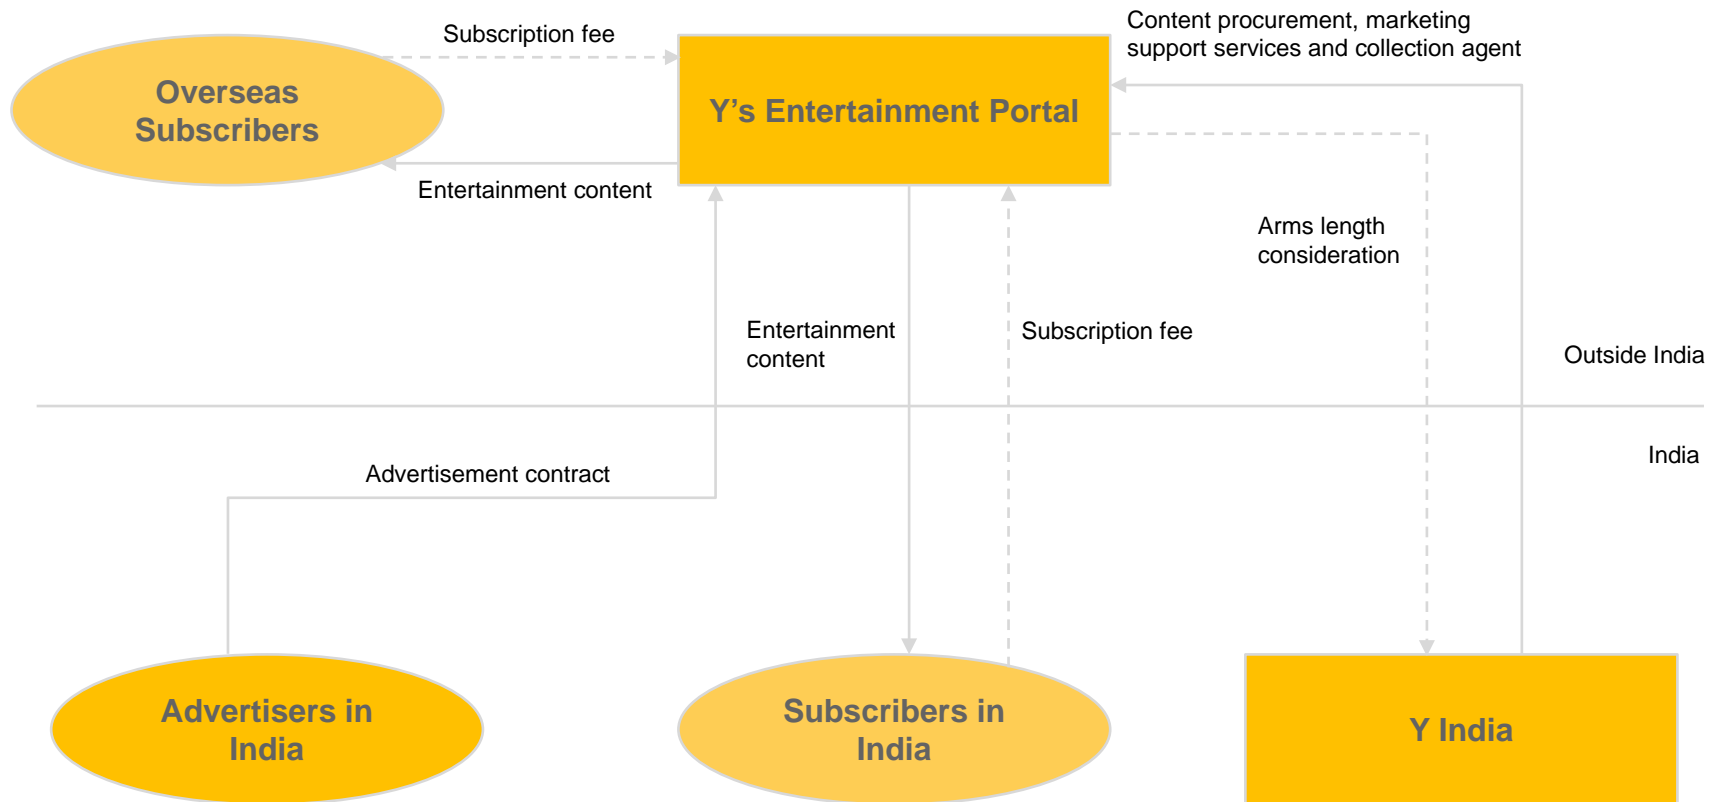 Content procurement, marketing
support services and collection agent
Subscription fee
Overseas
Subscribers
Y’s Entertainment Portal
Entertainment content
Arms length
consideration
Entertainment
content
Subscription fee
Outside India
India
Advertisement contract
Advertisers in
India
Subscribers in
India
Y India